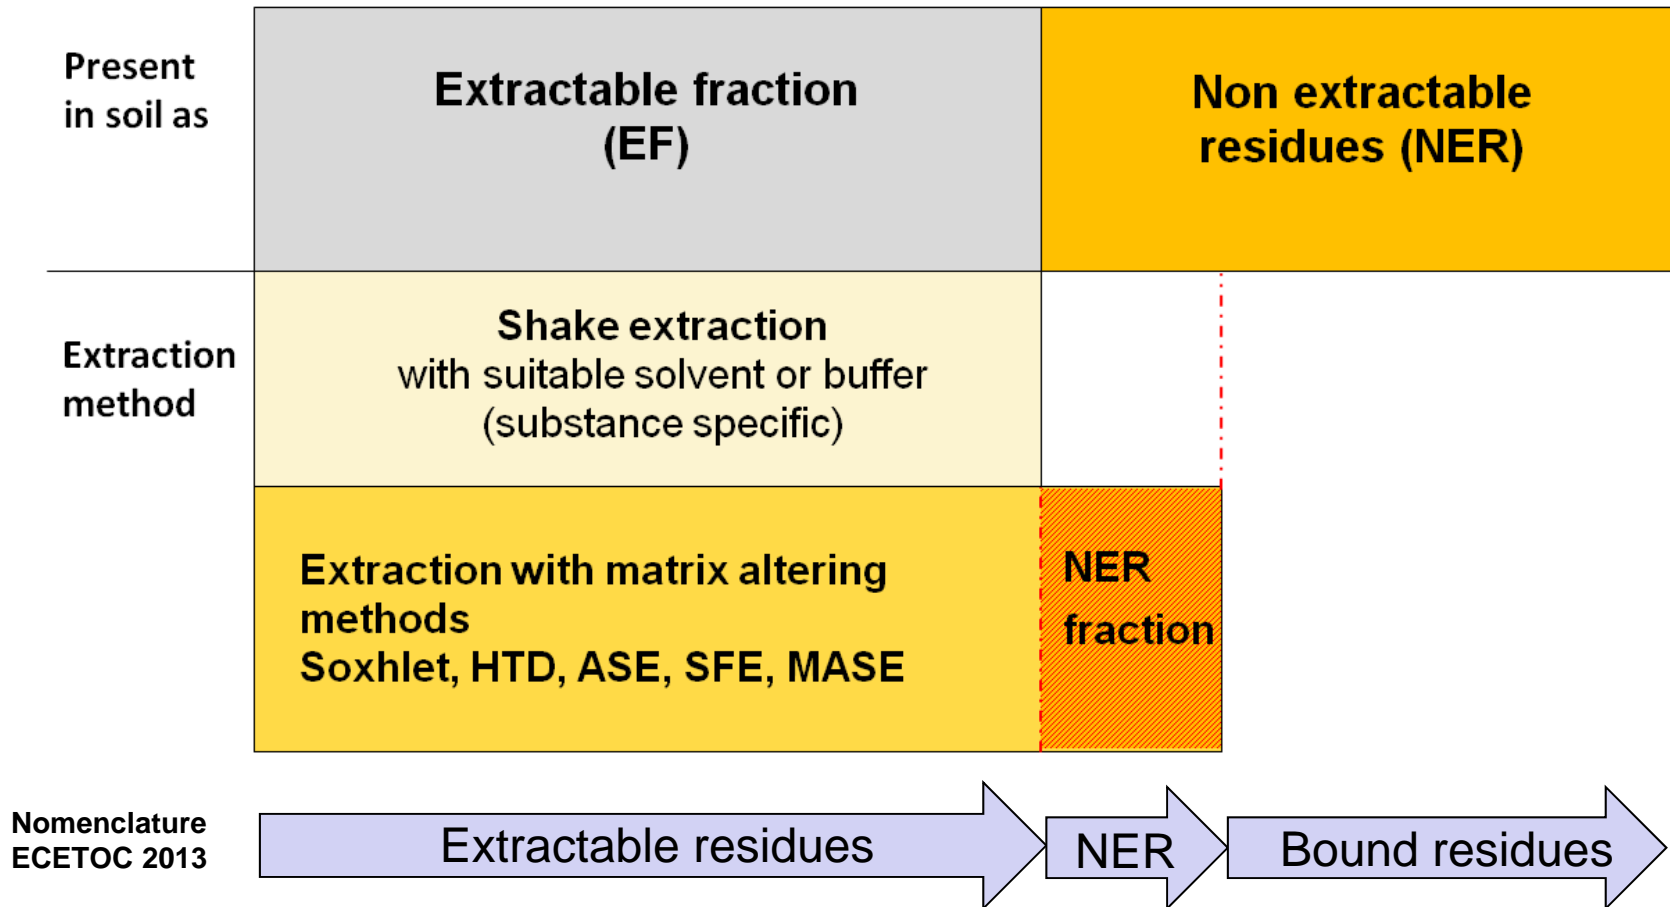 Present
in soil as
Extractable fraction
(EF)
Non extractable
residues (NER)
Extraction
method
Shake extraction
with suitable solvent or buffer
(substance specific)
Extraction with matrix altering
methods
Soxhlet, HTD, ASE, SFE, MASE
NER
fraction
Nomenclature
ECETOC 2013
Extractable residues
NER
Bound residues